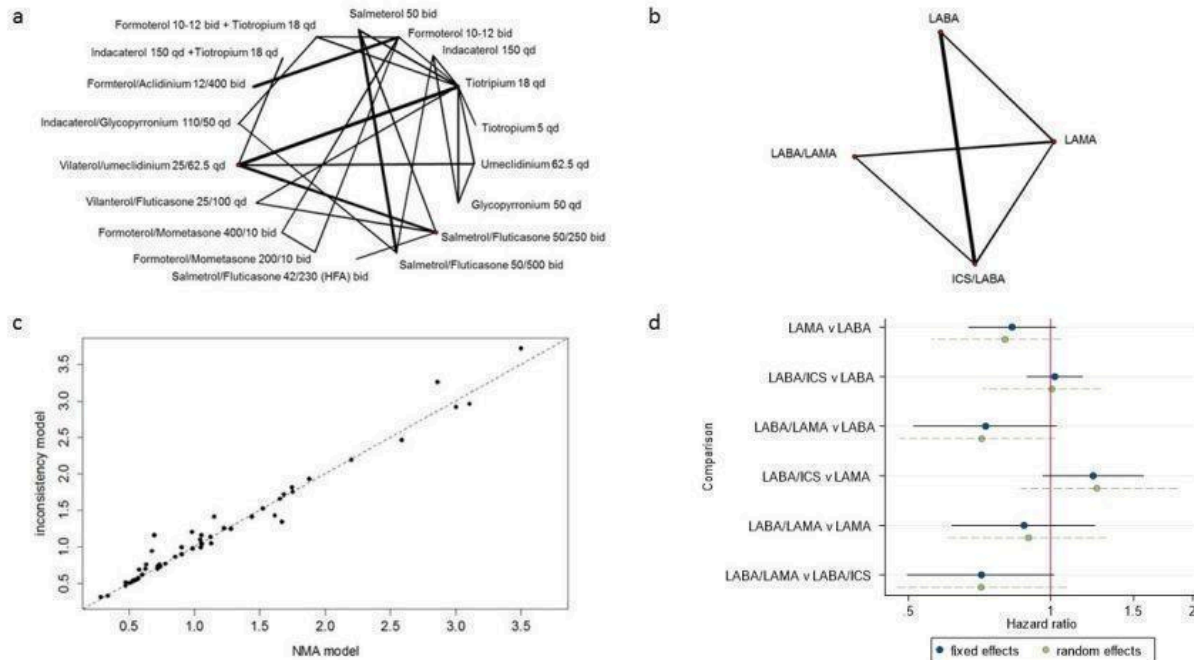 a
Salmeterol 50 bid
Formoterol 10-12 bid + Tiotropium 18 qd
Formoterol 10-12 bid
Indacaterol 150 qd +Tiotropium 18 qd
Indacaterol 150 qd
Formterol/Aclidinium 12/400 bid
Tiotripium 18 qd
Indacaterol/Glycopyrronium 110/50 qd
Tiotropium 5 qd
Vilaterol/umeclidinium 25/62.5 qd
Umeclidinium 62.5 qd
Vilanterol/Fluticasone 25/100 qd
Glycopyrronium 50 qd
Formoterol/Mometasone 400/10 bid
Salmetrol/Fluticasone 50/250 bid
Formoterol/Mometasone 200/10 bid
Salmetrol/Fluticasone 50/500 bid
Salmetrol/Fluticasone 42/230 (HFA) bid
b
LABA
LAMA
LABA/LAMA
ICS/LABA
c
inconsistency model
3.5
3.0
2.5
2.0
1.5
1.0
0.5
0.5 1.0 1.5 2.0 2.5 3.0 3.5
NMA model
d
Comparison
LAMA v LABA
LABA/ICS v LABA
LABA/LAMA v LABA
LABA/ICS v LAMA
LABA/LAMA v LAMA
LABA/LAMA v LABA/ICS
.5 1 1.5 2
Hazard ratio
fixed effects random effects